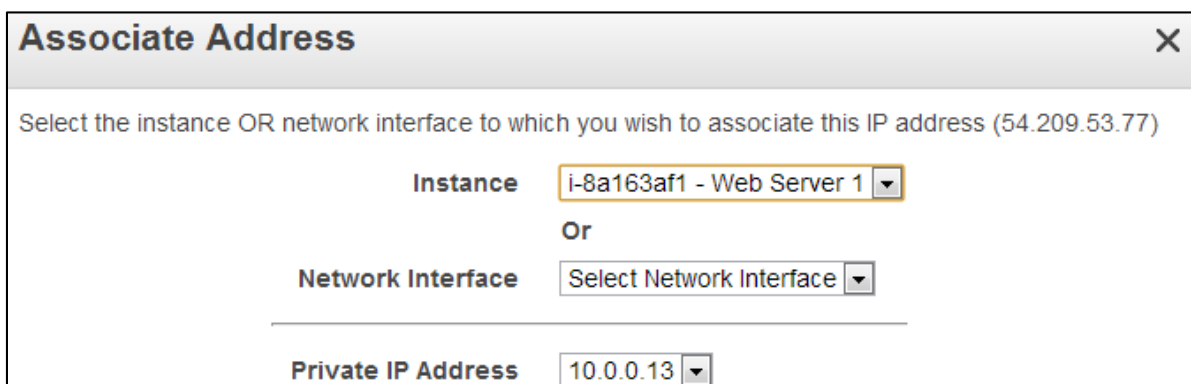 Associate Address
Select the instance OR network interface to which you wish to associate this IP address (54.209.53.77)
Instance i-8a163af1 - Web Server 1
Or
Network Interface Select Network Interface
Private IP Address 10.0.0.13